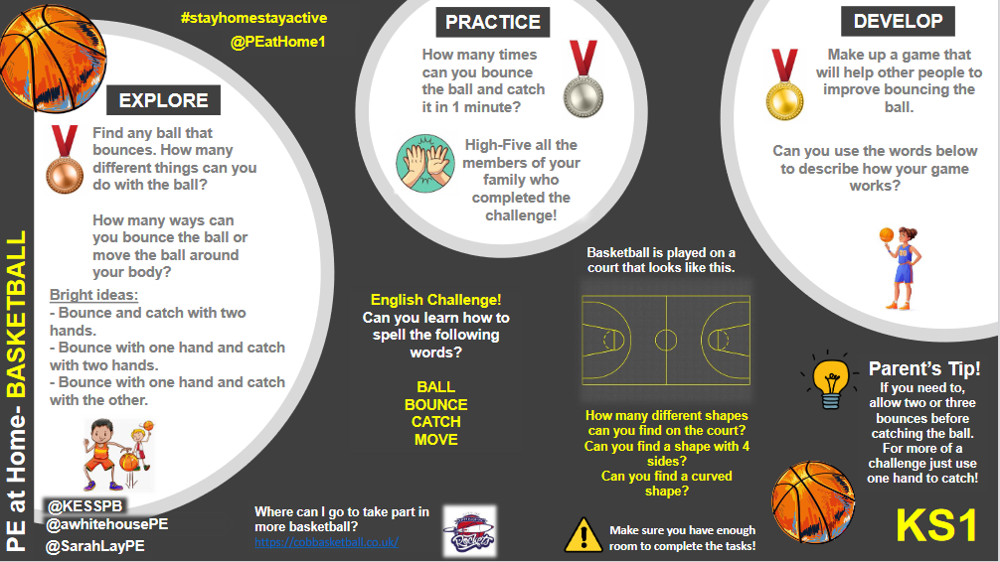 PE at Home- BASKETBALL
#stayhomestayactive
@PEatHome1
EXPLORE
Find any ball that
bounces. How many
different things can you
do with the ball?
How many ways can
you bounce the ball or
move the ball around
your body?
Bright ideas:
- Bounce and catch with two
hands.
- Bounce with one hand and catch
with two hands.
- Bounce with one hand and catch
with the other.
@KESSPB
@awhitehousePE
@SarahLayPE
PRACTICE
How many times
can you bounce
the ball and catch
it in 1 minute?
High-Five all the
members of your
family who
completed the
challenge!
English Challenge!
Can you learn how to
spell the following
words?
BALL
BOUNCE
CATCH
MOVE
Where can I go to take part in
more basketball?
https://cobbasketball.co.uk/
Rockets
Basketball is played on a
court that looks like this.
How many different shapes
can you find on the court?
Can you find a shape with 4
sides?
Can you find a curved
shape?
Make sure you have enough
room to complete the tasks!
DEVELOP
Make up a game that
will help other people to
improve bouncing the
ball.
Can you use the words below
to describe how your game
works?
Parent's Tip!
If you need to,
allow two or three
bounces before
catching the ball.
For more of a
challenge just use
one hand to catch!
KS1